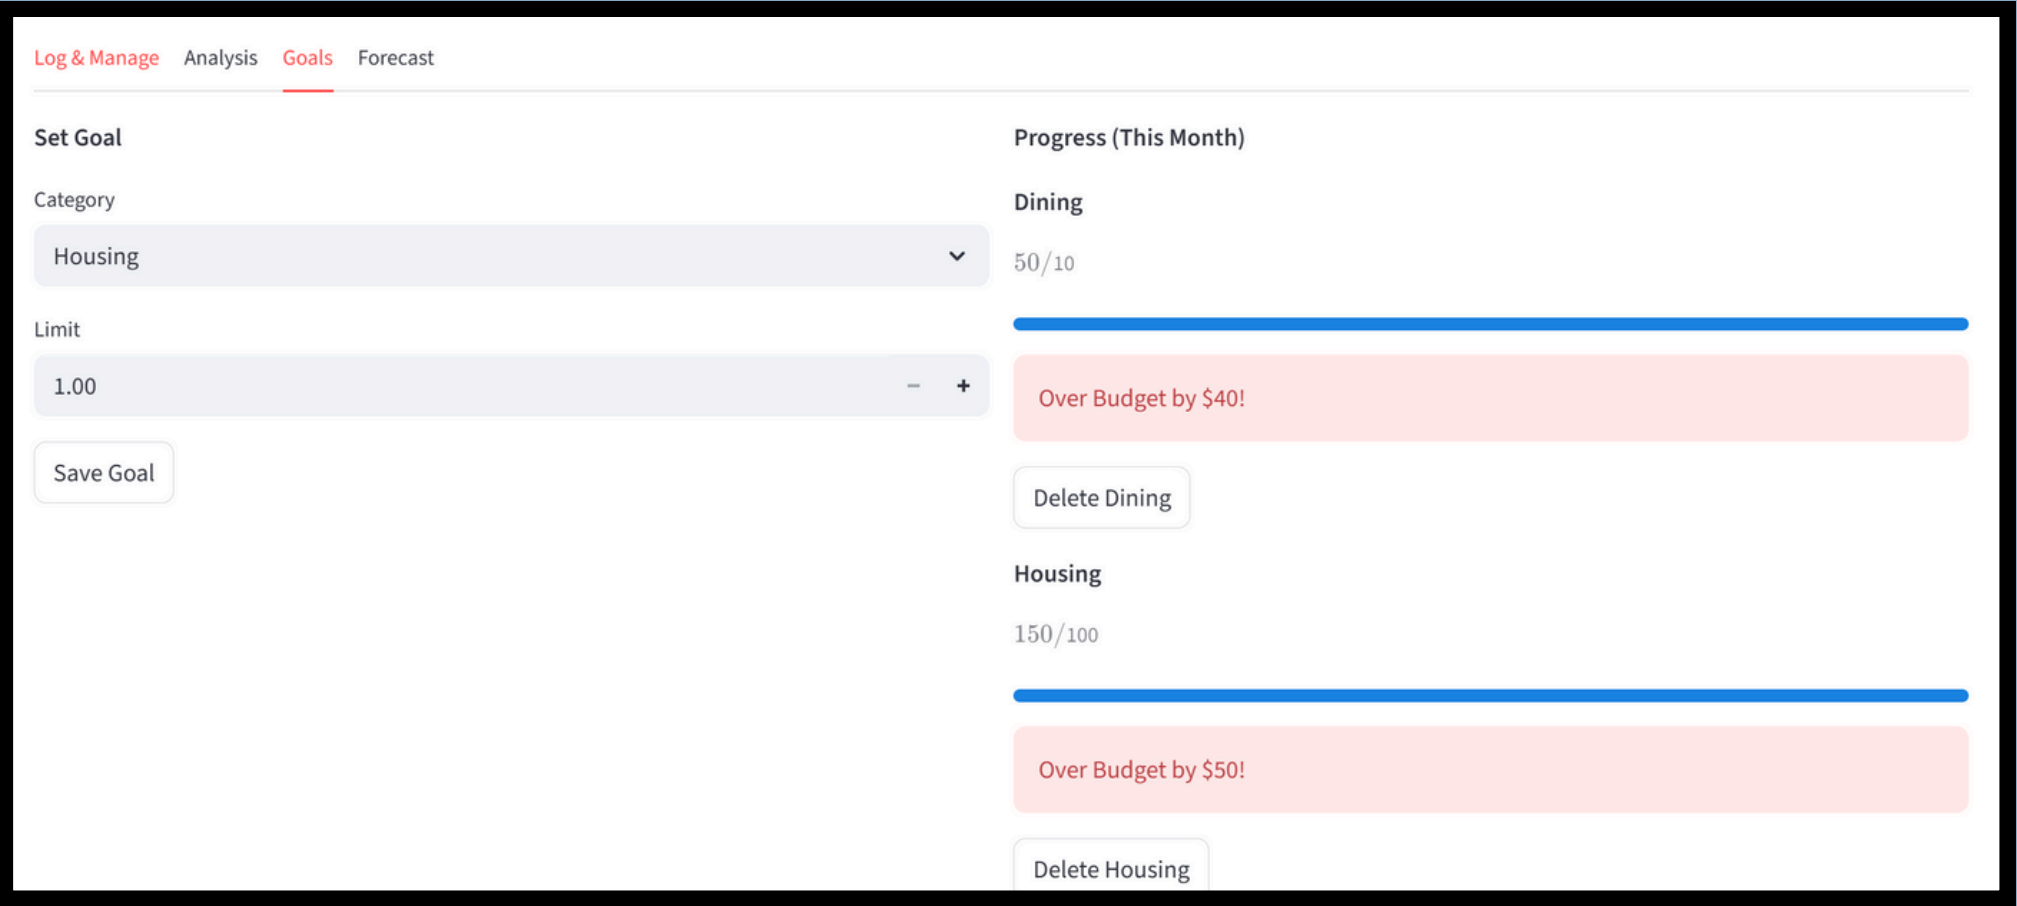 Log & Manage Analysis Goals Forecast
Set Goal
Category
Housing
Limit
1.00
Save Goal
Progress (This Month)
Dining
50/10
Over Budget by $40!
Delete Dining
Housing
150/100
Over Budget by $50!
Delete Housing